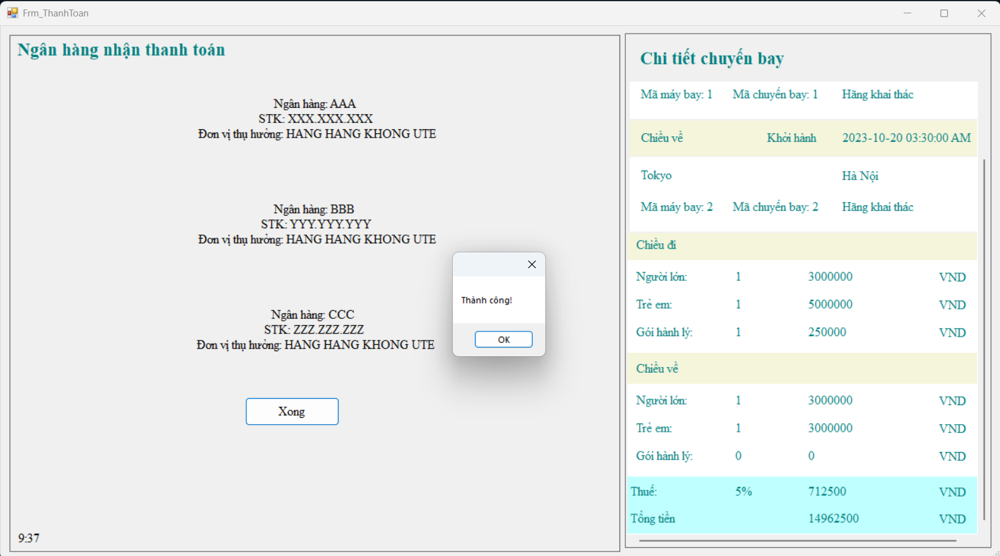 Frm_ThanhToan
Ngân hàng nhận thanh toán
Ngân hàng: AAA
STK: XXX.XXX.XXX
Đơn vị thụ hưởng: HANG HANG KHONG UTE
Ngân hàng: BBB
STK: YYY.YYY.YYY
Đơn vị thụ hưởng: HANG HANG KHONG UTE
Ngân hàng: CCC
STK: ZZZ.ZZZ.ZZZ
Đơn vị thụ hưởng: HANG HANG KHONG UTE
Xong
9:37
Thành công!
OK
Chi tiết chuyến bay
Mã máy bay: 1 Mã chuyến bay: 1 Hãng khai thác
Chiều về Khởi hành 2023-10-20 03:30:00 AM
Tokyo Hà Nội
Mã máy bay: 2 Mã chuyến bay: 2 Hãng khai thác
Chiều đi
Người lớn: 1 3000000 VND
Trẻ em: 1 5000000 VND
Gói hành lý: 1 250000 VND
Chiều về
Người lớn: 1 3000000 VND
Trẻ em: 1 3000000 VND
Gói hành lý: 0 0 VND
Thuế: 5% 712500 VND
Tổng tiền 14962500 VND